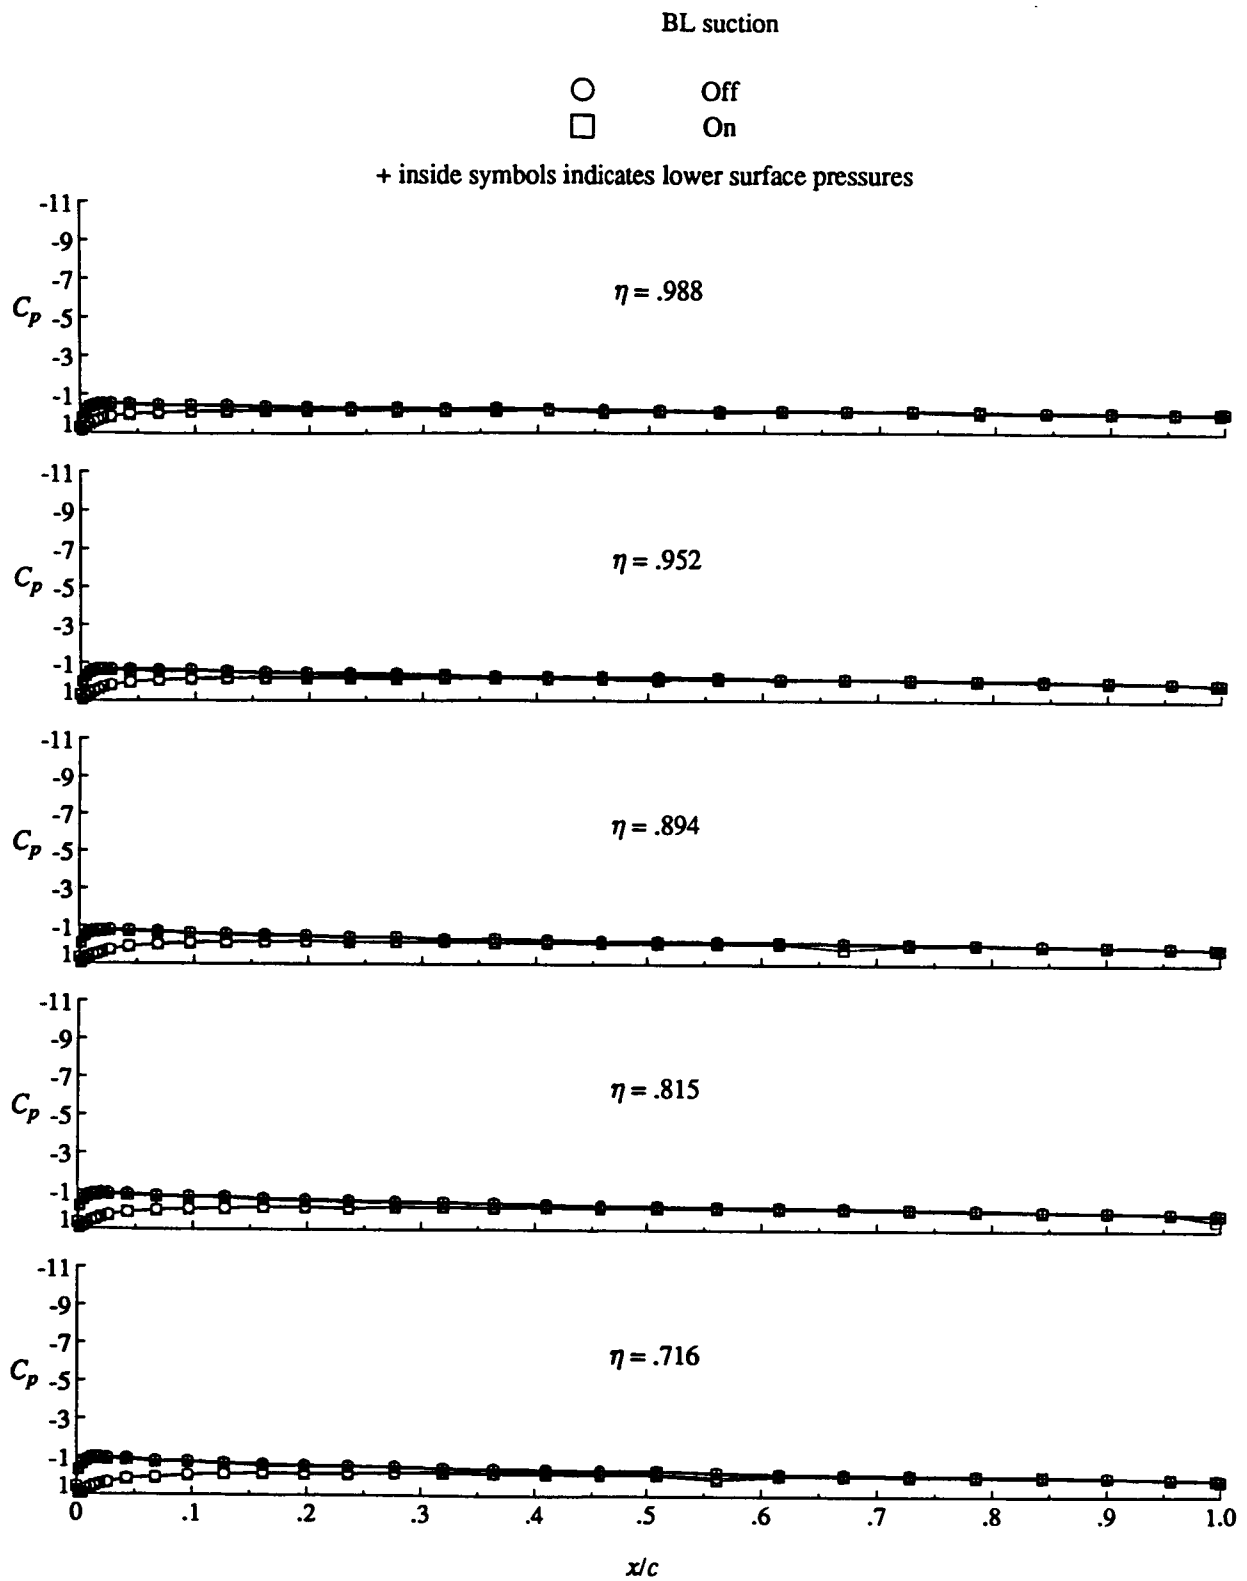 BL suction
Off
On
+ inside symbols indicates lower surface pressures
-11
-9
-7
-5
-3
-1
1
C_p
η = .988
-11
-9
-7
-5
-3
-1
1
C_p
η = .952
-11
-9
-7
-5
-3
-1
1
C_p
η = .894
-11
-9
-7
-5
-3
-1
1
C_p
η = .815
-11
-9
-7
-5
-3
-1
1
C_p
η = .716
0 .1 .2 .3 .4 .5 .6 .7 .8 .9 1.0
x/c